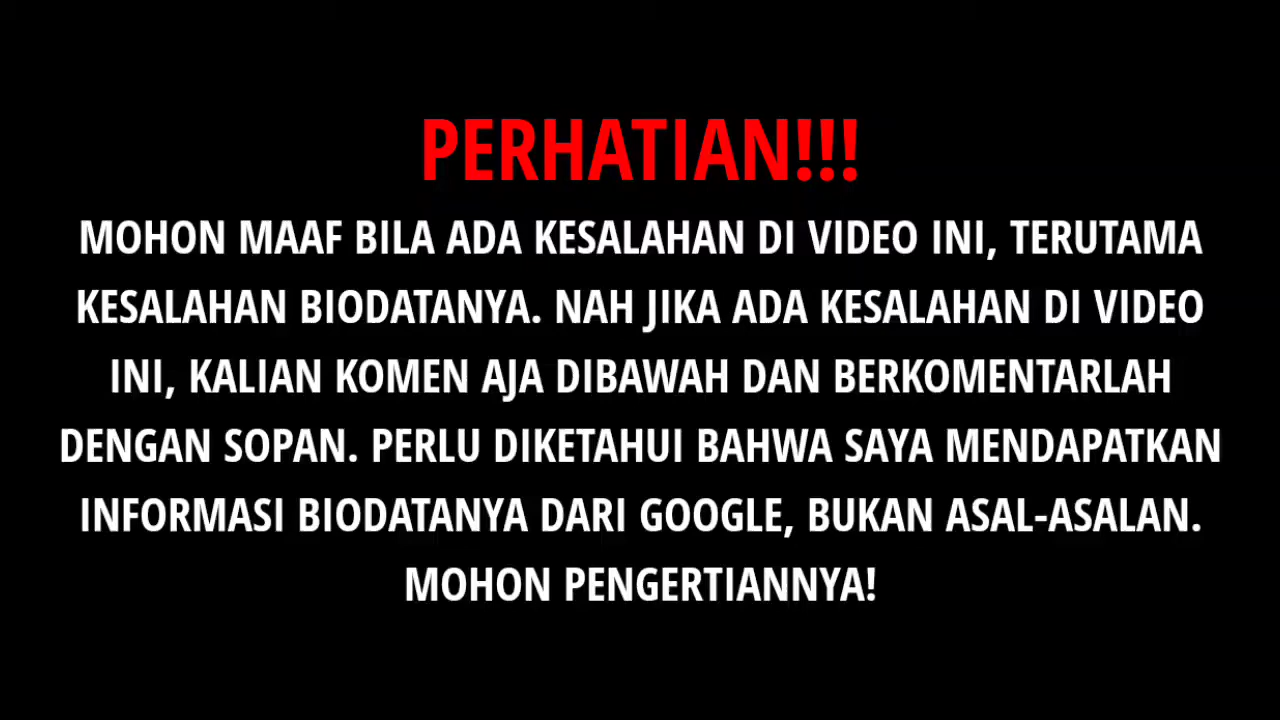 PERHATIAN!!!
MOHON MAAF BILA ADA KESALAHAN DI VIDEO INI, TERUTAMA
KESALAHAN BIODATANYA. NAH JIKA ADA KESALAHAN DI VIDEO
INI, KALIAN KOMEN AJA DIBAWAH DAN BERKOMENTARLAH
DENGAN SOPAN. PERLU DIKETAHUI BAHWA SAYA MENDAPATKAN
INFORMASI BIODATANYA DARI GOOGLE, BUKAN ASAL-ASALAN.
MOHON PENGERTIANNYA!